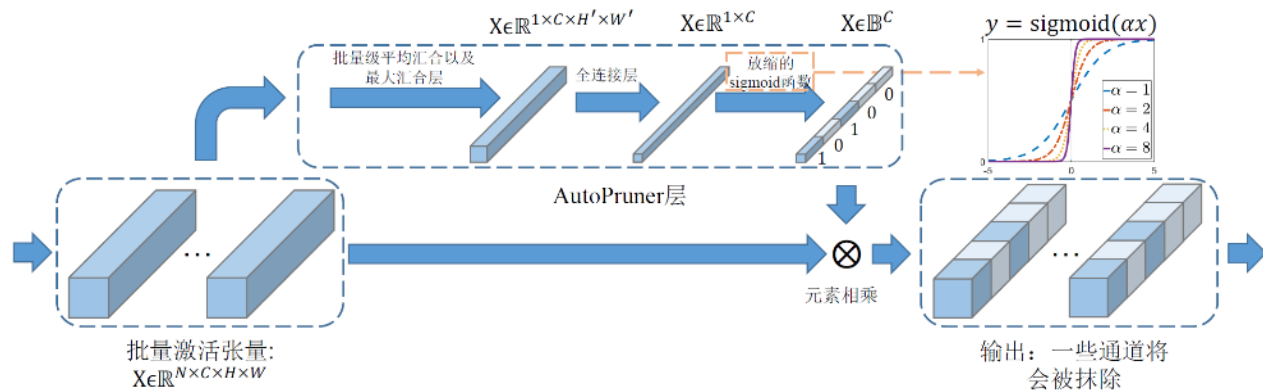 X∈ℝ^{1×C×H′×W′}
X∈ℝ^{1×C}
X∈𝔹^C
y = sigmoid(αx)
批量级平均汇合以及
最大汇合层
全连接层
放缩的
sigmoid函数
1
0
1
0
0
1
0
-5
0
5
α = 1
α = 2
α = 4
α = 8
AutoPruner层
...
⊗
...
元素相乘
批量激活张量:
X∈ℝ^{N×C×H×W}
输出：一些通道将
会被抹除